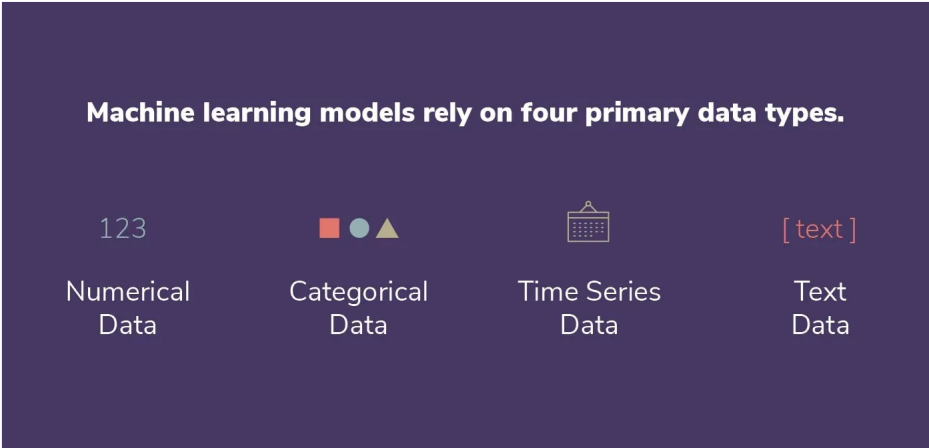 Machine learning models rely on four primary data types.
123
[ text ]
Numerical
Data
Categorical
Data
Time Series
Data
Text
Data